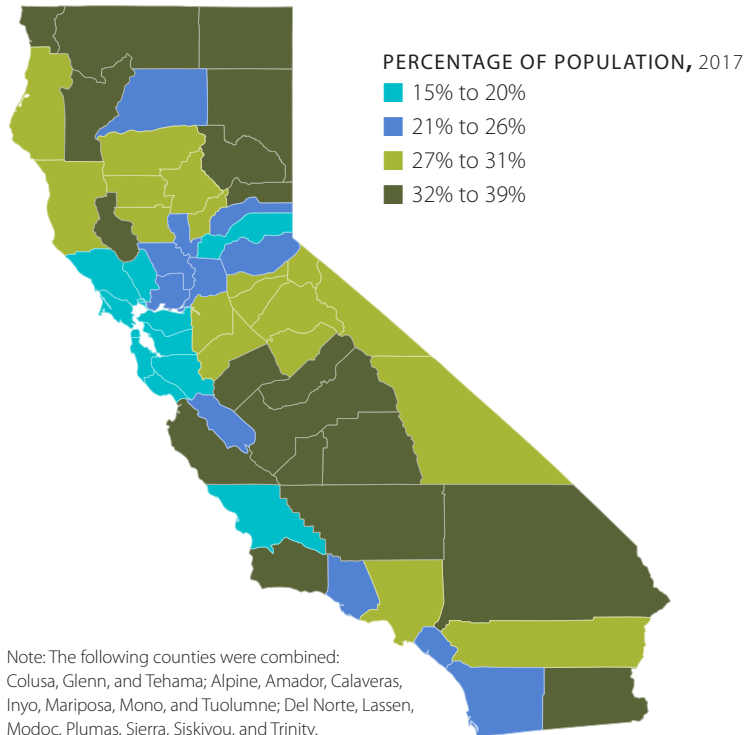 PERCENTAGE OF POPULATION, 2017
15% to 20%
21% to 26%
27% to 31%
32% to 39%
Note: The following counties were combined:
Colusa, Glenn, and Tehama; Alpine, Amador, Calaveras,
Inyo, Mariposa, Mono, and Tuolumne; Del Norte, Lassen,
Modoc, Plumas, Sierra, Siskiyou, and Trinity.